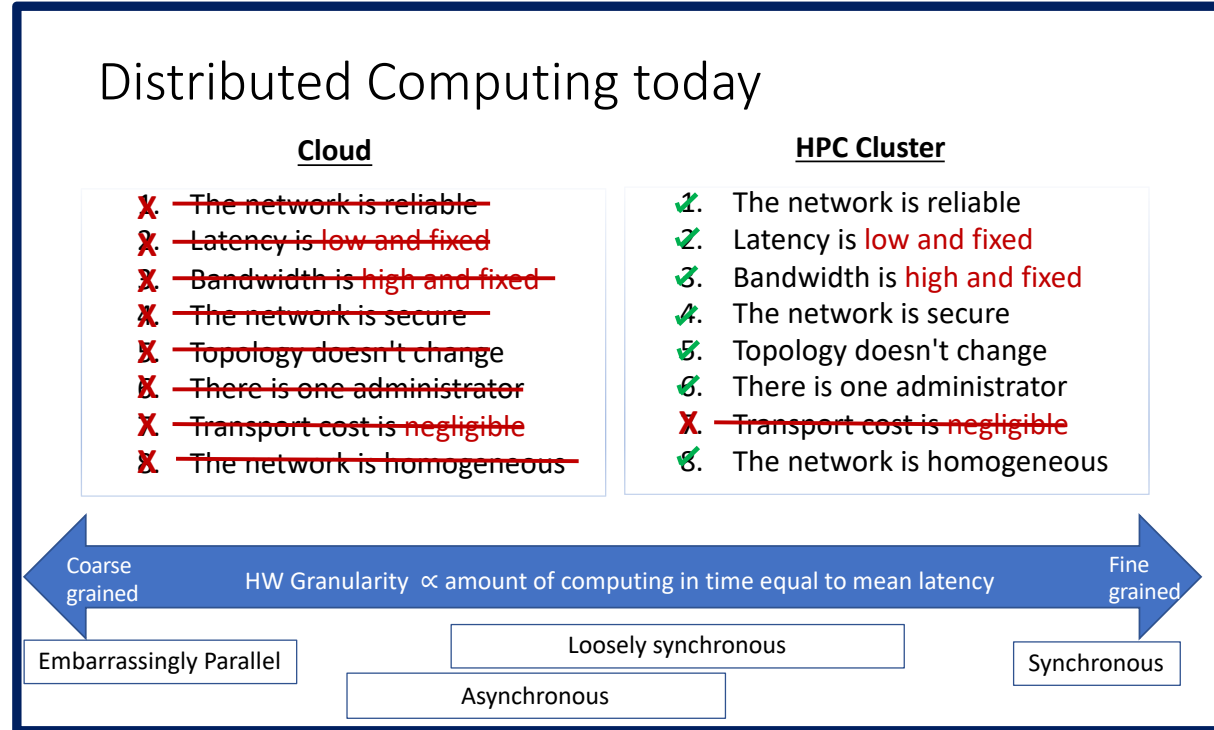 Distributed Computing today
Cloud
1. The network is reliable
2. Latency is low and fixed
3. Bandwidth is high and fixed
4. The network is secure
5. Topology doesn't change
6. There is one administrator
7. Transport cost is negligible
8. The network is homogeneous
HPC Cluster
1. The network is reliable
2. Latency is low and fixed
3. Bandwidth is high and fixed
4. The network is secure
5. Topology doesn't change
6. There is one administrator
7. Transport cost is negligible
8. The network is homogeneous
Coarse
grained
HW Granularity ∝ amount of computing in time equal to mean latency
Fine
grained
Embarrassingly Parallel
Loosely synchronous
Asynchronous
Synchronous